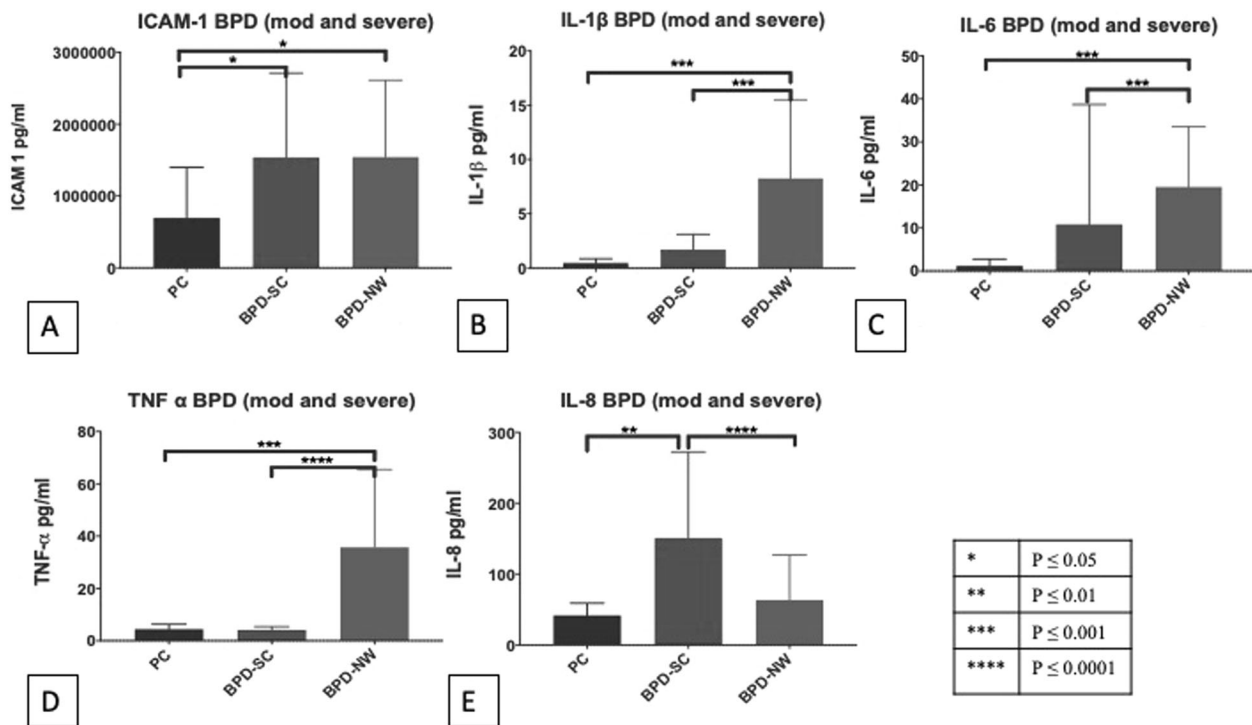 ICAM-1 BPD (mod and severe)
ICAM 1 pg/ml
3000000
2000000
1000000
0
*
*
PC
BPD-SC
BPD-NW
A
IL-1β BPD (mod and severe)
IL-1β pg/ml
20
15
10
5
0
***
***
PC
BPD-SC
BPD-NW
B
IL-6 BPD (mod and severe)
IL-6 pg/ml
50
40
30
20
10
0
***
***
PC
BPD-SC
BPD-NW
C
TNF α BPD (mod and severe)
TNF-α pg/ml
80
60
40
20
0
***
****
PC
BPD-SC
BPD-NW
D
IL-8 BPD (mod and severe)
IL-8 pg/ml
300
200
100
0
**
****
PC
BPD-SC
BPD-NW
E
* P ≤ 0.05
** P ≤ 0.01
*** P ≤ 0.001
**** P ≤ 0.0001